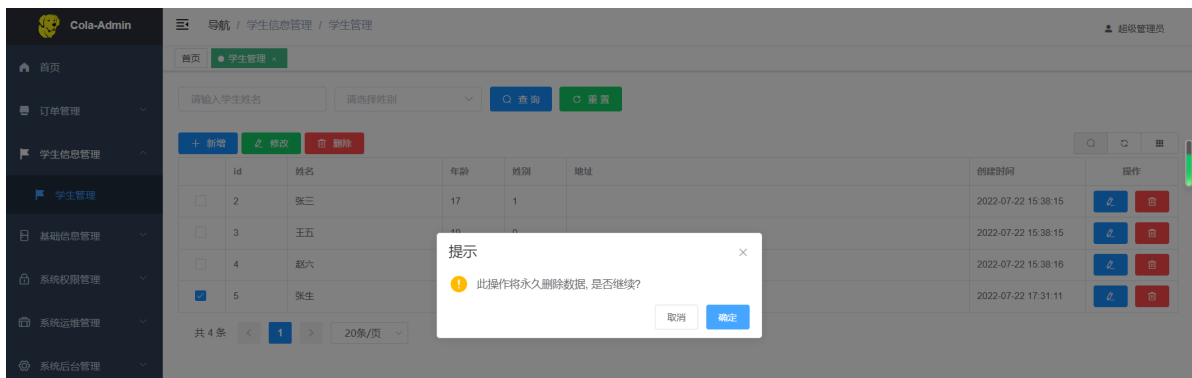 Cola-Admin
导航 / 学生信息管理 / 学生管理
超级管理员
首页
学生管理 ×
首页
订单管理
学生信息管理
学生管理
基础信息管理
系统权限管理
系统运维管理
系统后台管理
请输入学生姓名 请选择姓别 查询 重置
+ 新增 修改 删除
id 姓名 年龄 姓别 地址 创建时间 操作
2 张三 17 1 2022-07-22 15:38:15
3 王五 19 0 2022-07-22 15:38:15
4 赵六 2022-07-22 15:38:16
5 张生 2022-07-22 17:31:11
提示
此操作将永久删除数据, 是否继续?
取消 确定
共 4 条 < 1 > 20条/页